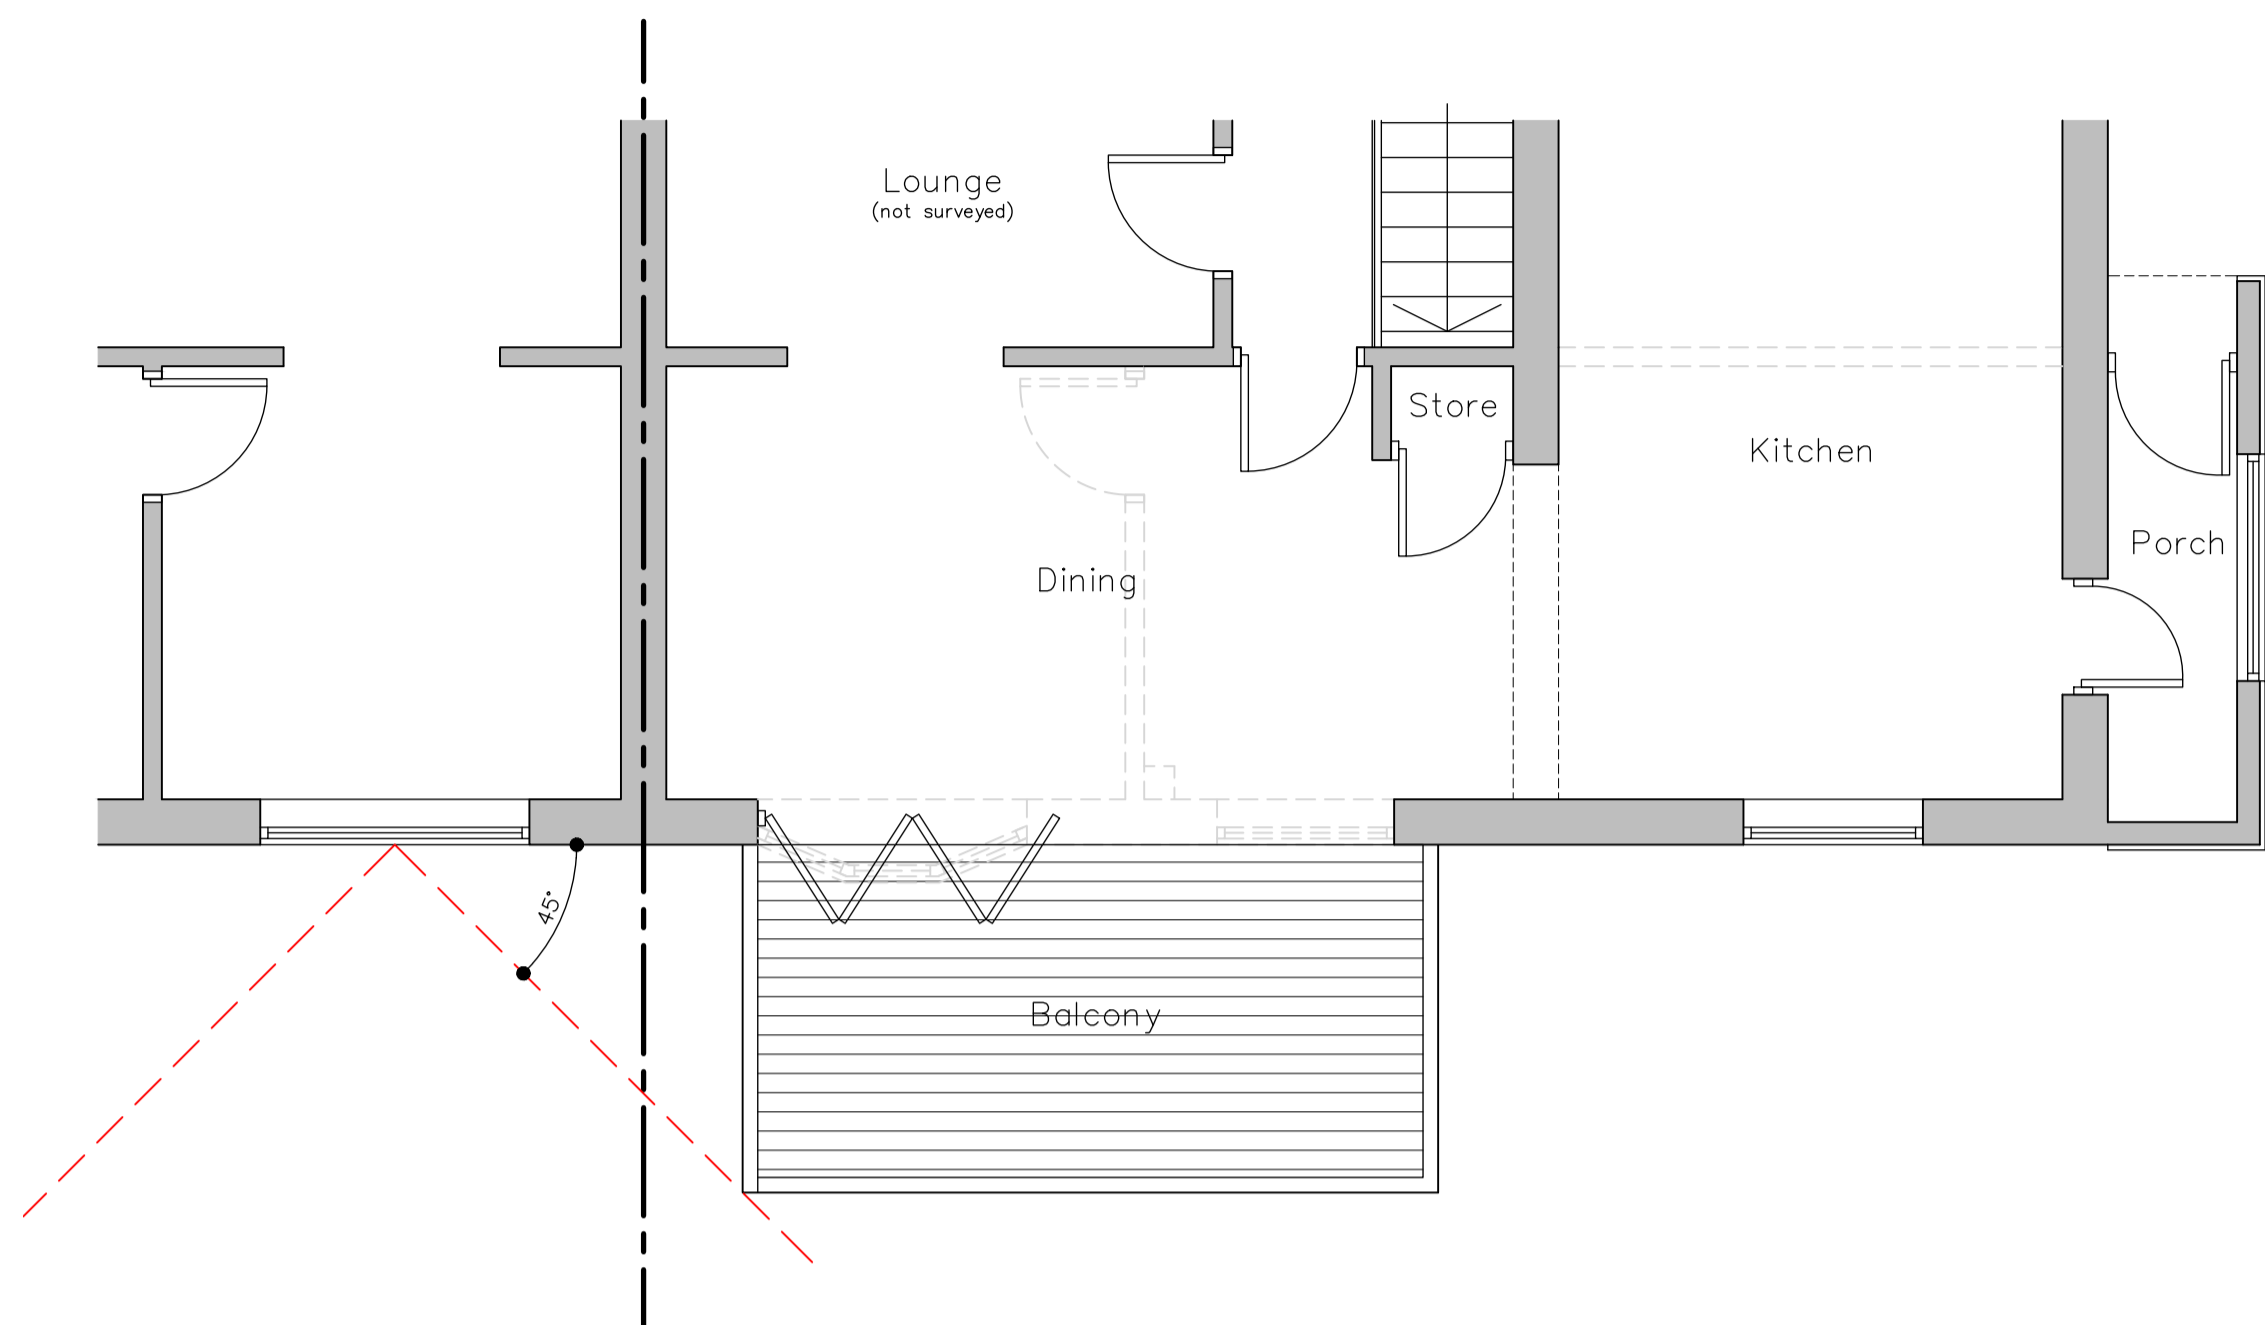 Lounge
(not surveyed)
Store
Kitchen
Porch
Dining
45°
Balcony